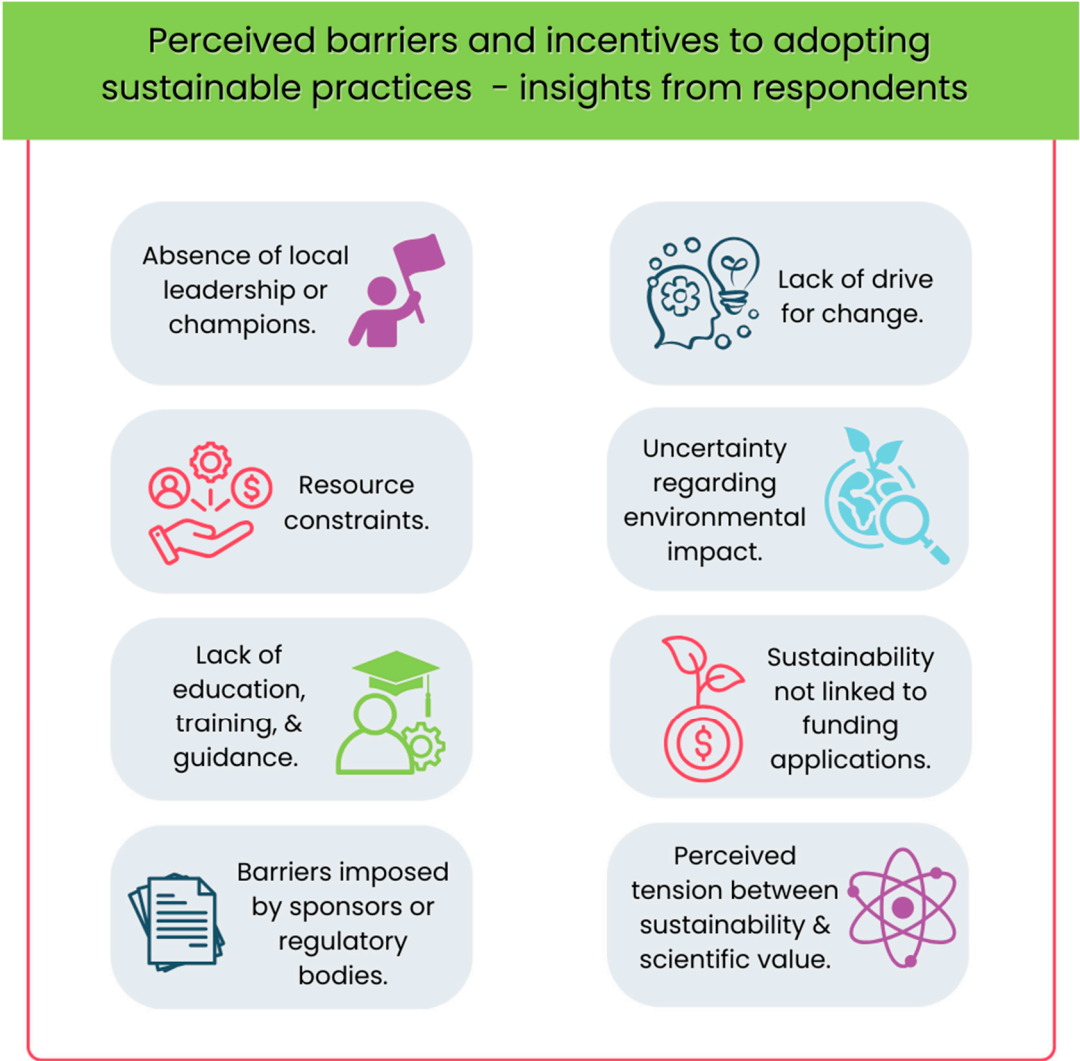 Perceived barriers and incentives to adopting
sustainable practices - insights from respondents
Absence of local
leadership or
champions.
Lack of drive
for change.
Resource
constraints.
Uncertainty
regarding
environmental
impact.
Lack of
education,
training, &
guidance.
Sustainability
not linked to
funding
applications.
Barriers imposed
by sponsors or
regulatory
bodies.
Perceived
tension between
sustainability &
scientific value.